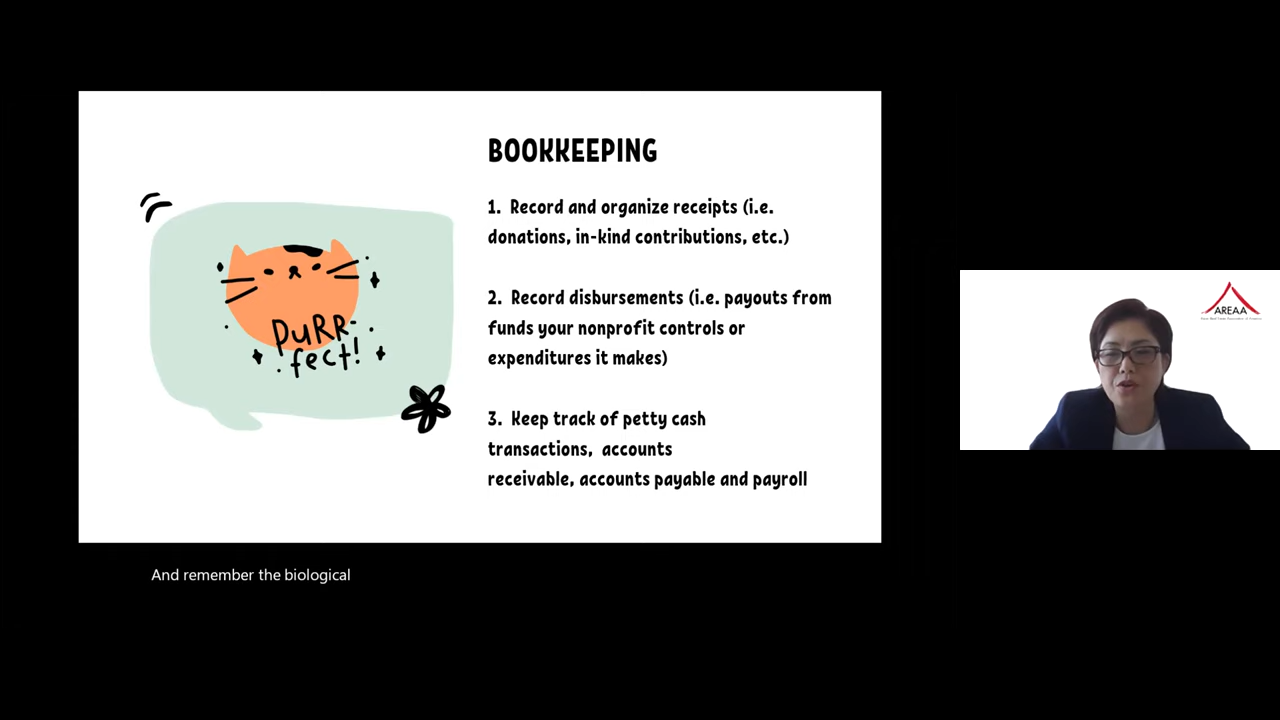 BOOKKEEPING
1. Record and organize receipts (i.e.
donations, in-kind contributions, etc.)
2. Record disbursements (i.e. payouts from
funds your nonprofit controls or
expenditures it makes)
3. Keep track of petty cash
transactions, accounts
receivable, accounts payable and payroll
PURR-
fect!
AREAA
And remember the biological